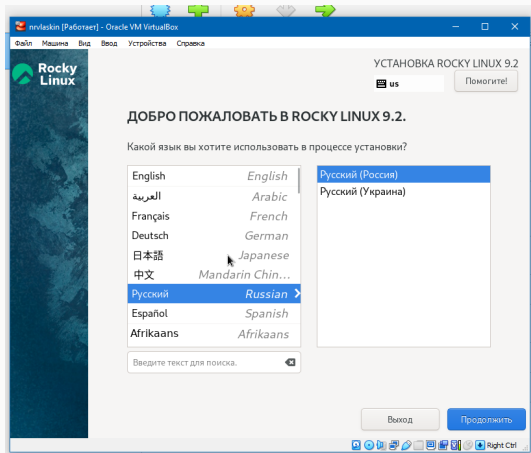 nrvlaskin [Работает] - Oracle VM VirtualBox
Файл Машина Вид Ввод Устройства Справка
Rocky
Linux
УСТАНОВКА ROCKY LINUX 9.2
us
Помогите!
ДОБРО ПОЖАЛОВАТЬ В ROCKY LINUX 9.2.
Какой язык вы хотите использовать в процессе установки?
English English
العربية Arabic
Français French
Deutsch German
日本語 Japanese
中文 Mandarin Chin...
Русский Russian
Español Spanish
Afrikaans Afrikaans
Русский (Россия)
Русский (Украина)
Введите текст для поиска.
Выход
Продолжить
Right Ctrl